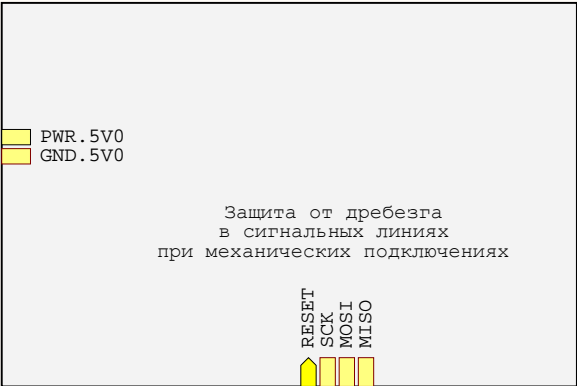 PWR.5V0
GND.5V0
Защита от дребезга
в сигнальных линиях
при механических подключениях
RESET
SCK
MOSI
MISO